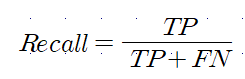 Recall = TP / (TP + FN)